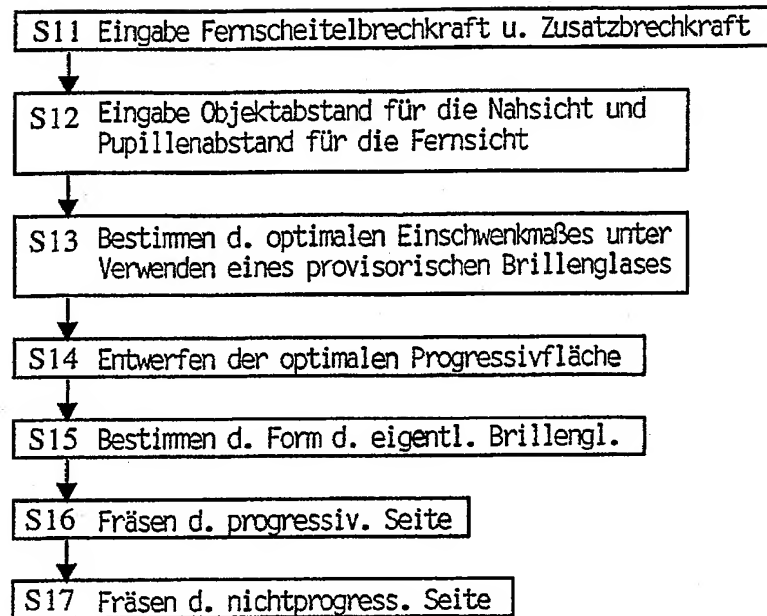 S11 Eingabe Fernscheitelbrechkraft u. Zusatzbrechkraft
S12 Eingabe Objektabstand für die Nahsicht und
Pupillenabstand für die Fernsicht
S13 Bestimmen d. optimalen Einschwenkmaßes unter
Verwenden eines provisorischen Brillenglases
S14 Entwerfen der optimalen Progressivfläche
S15 Bestimmen d. Form d. eigentl. Brillengl.
S16 Fräsen d. progressiv. Seite
S17 Fräsen d. nichtprogress. Seite